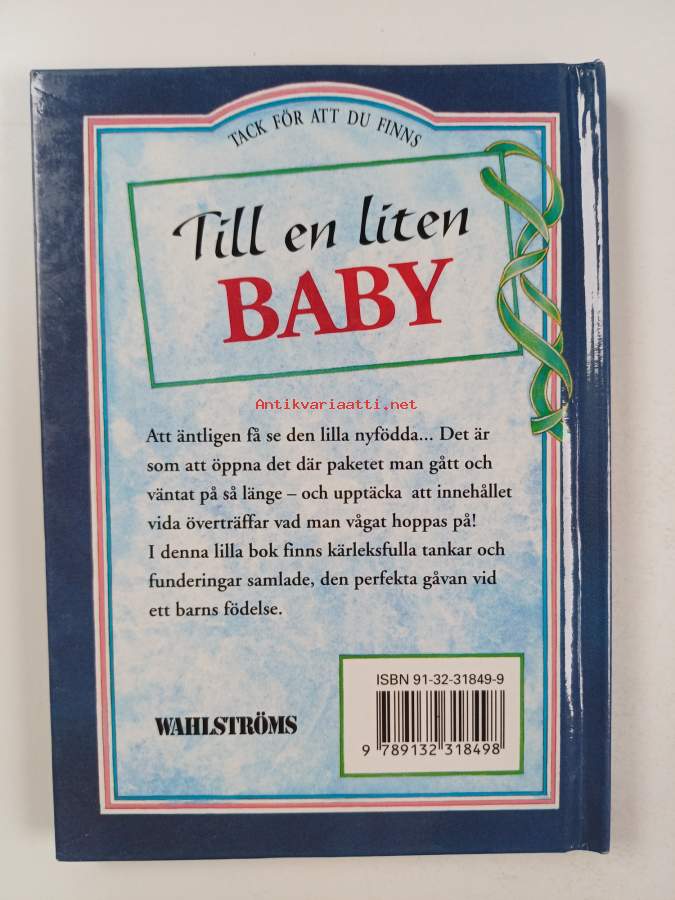 TACK FÖR ATT DU FINNS
Till en liten
BABY
Antikvariaatti.net
Att äntligen få se den lilla nyfödda... Det är
som att öppna det där paketet man gått och
väntat på så länge – och upptäcka att innehållet
vida överträffar vad man vågat hoppas på!
I denna lilla bok finns kärleksfulla tankar och
funderingar samlade, den perfekta gåvan vid
ett barns födelse.
ISBN 91-32-31849-9
WAHLSTRÖMS
9 789132 318498